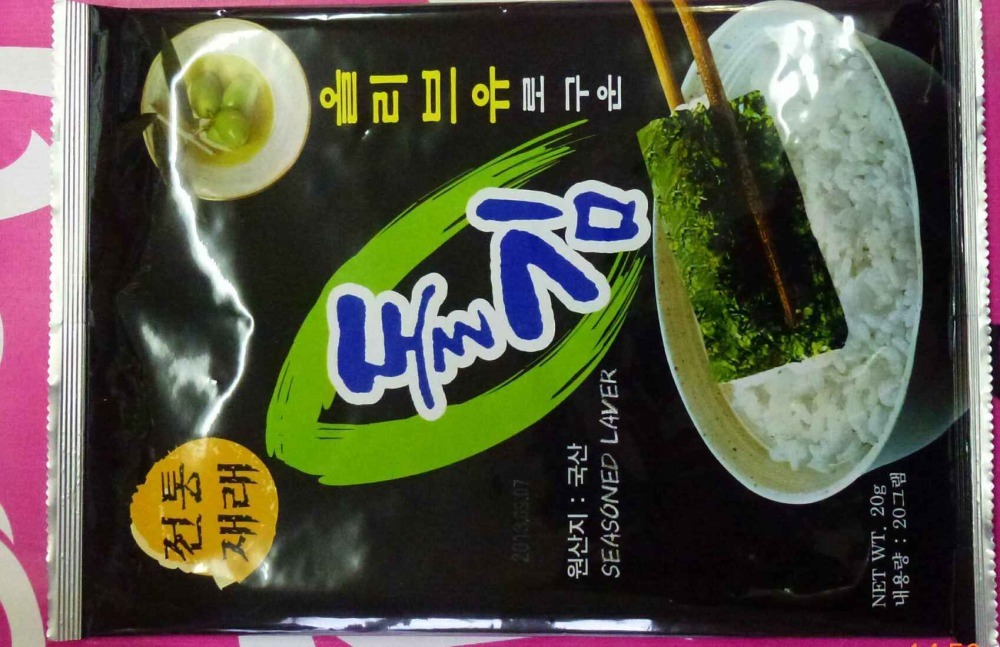 올리브유로 구운
돌김
전통
재래
원산지 : 국산
SEASONED LAVER
NET WT. 20g
내용량 : 20그램